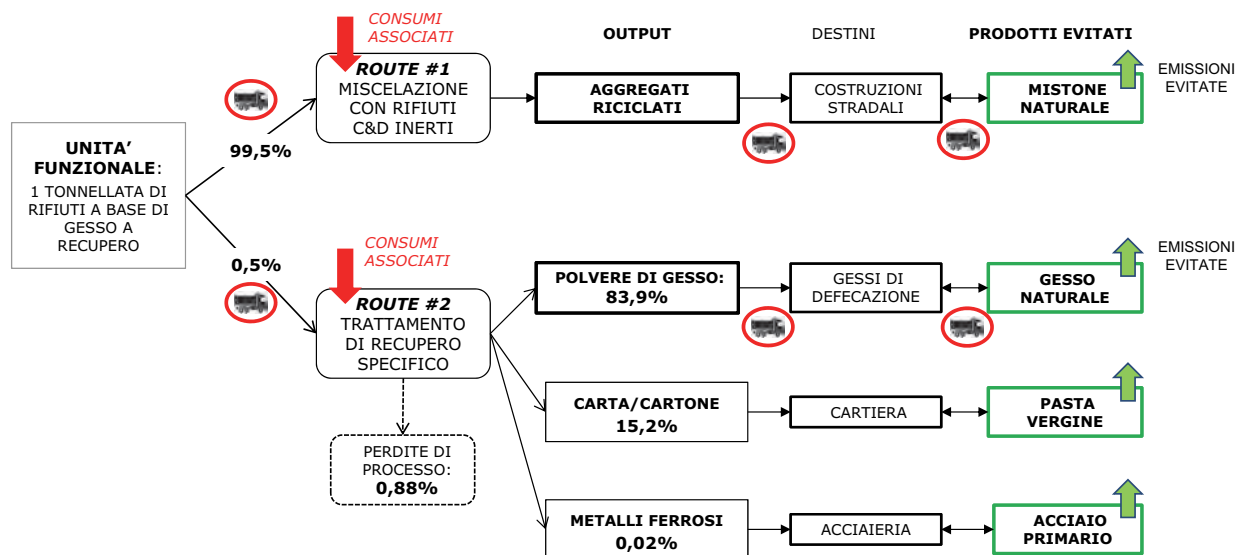 CONSUMI
ASSOCIATI
OUTPUT
DESTINI
PRODOTTI EVITATI
ROUTE #1
MISCELAZIONE
CON RIFIUTI
C&D INERTI
AGGREGATI
RICICLATI
COSTRUZIONI
STRADALI
MISTONE
NATURALE
EMISSIONI
EVITATE
99,5%
UNITA’
FUNZIONALE:
1 TONNELLATA DI
RIFIUTI A BASE DI
GESSO A
RECUPERO
0,5%
CONSUMI
ASSOCIATI
ROUTE #2
TRATTAMENTO
DI RECUPERO
SPECIFICO
POLVERE DI GESSO:
83,9%
GESSI DI
DEFECAZIONE
GESSO
NATURALE
EMISSIONI
EVITATE
CARTA/CARTONE
15,2%
CARTIERA
PASTA
VERGINE
PERDITE DI
PROCESSO:
0,88%
METALLI FERROSI
0,02%
ACCIAIERIA
ACCIAIO
PRIMARIO